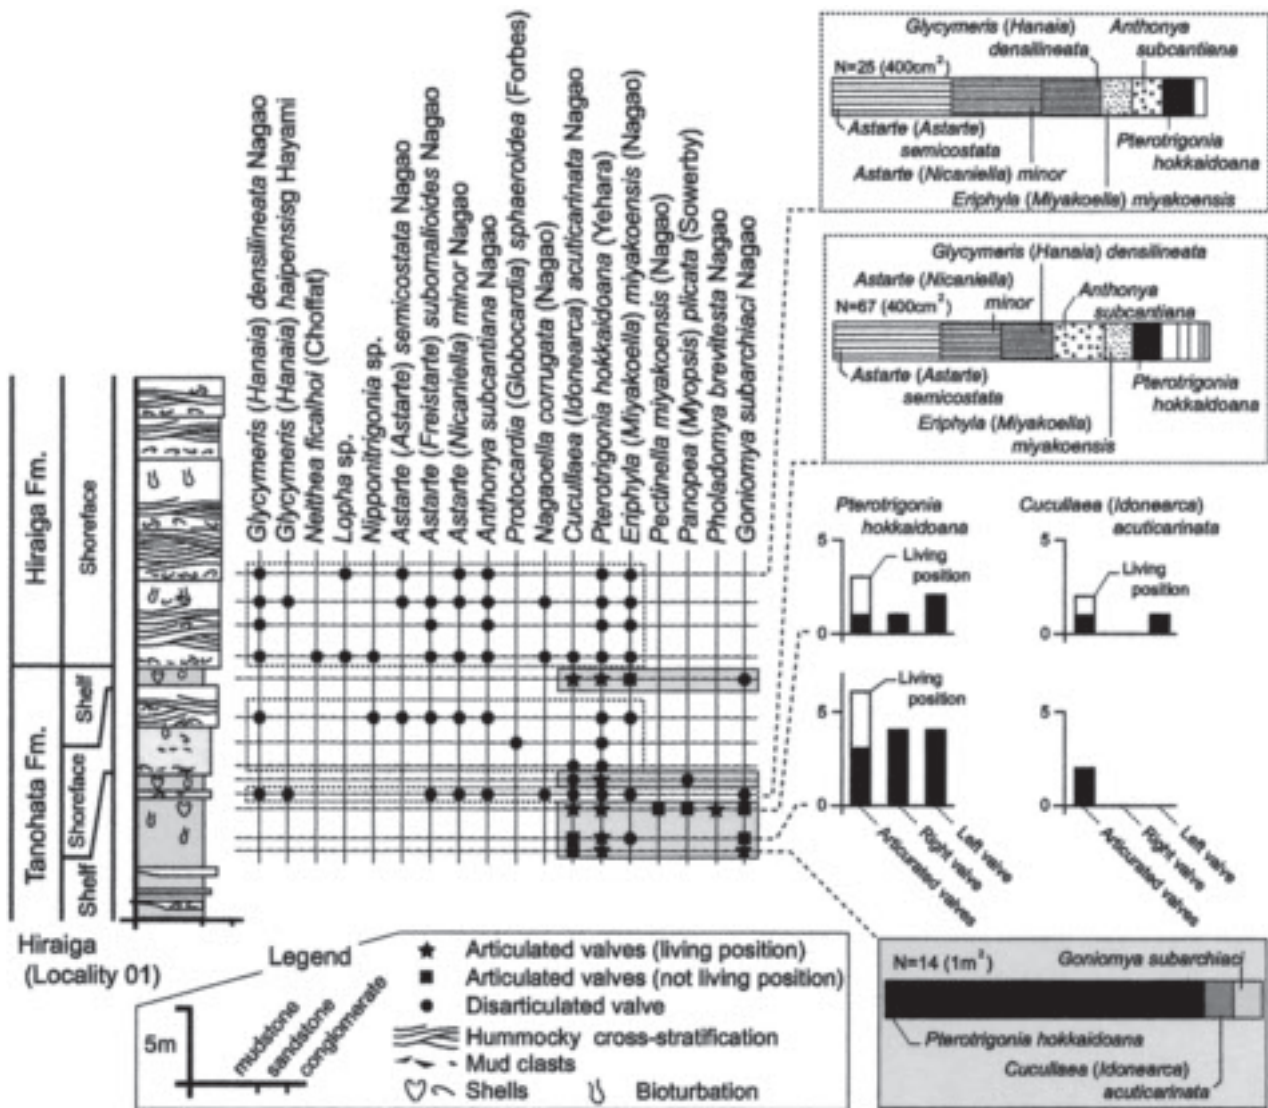 Glycymeris (Hanaia)
densilineata
Anthonya
subcantiana
N=25 (400cm²)
Astarte (Astarte)
semicostata
Pterotrigonia
hokkaidoana
Astarte (Nicaniella) minor
Eriphyla (Miyakoella) miyakoensis
Glycymeris (Hanaia) densilineata
Astarte (Nicaniella)
minor
Anthonya
subcantiana
N=67 (400cm²)
Astarte (Astarte)
semicostata
Pterotrigonia
hokkaidoana
Eriphyla (Miyakoella)
miyakoensis
Glycymeris (Hanaia) densilineata Nagao
Glycymeris (Hanaia) haipensisg Hayami
Neithea ficalhoi (Choffat)
Lopha sp.
Nipponitrigonia sp.
Astarte (Astarte) semicostata Nagao
Astarte (Freistarte) subomalioides Nagao
Astarte (Nicaniella) minor Nagao
Anthonya subcantiana Nagao
Protocardia (Globocardia) sphaeroidea (Forbes)
Nagaoella corrugata (Nagao)
Cucullaea (Idonearca) acuticarinata Nagao
Pterotrigonia hokkaidoana (Yehara)
Eriphyla (Miyakoella) miyakoensis (Nagao)
Pectinella miyakoensis (Nagao)
Panopea (Myopsis) plicata (Sowerby)
Pholadomya brevitesta Nagao
Goniomya subarchiaci Nagao
Hiraiga Fm.
Shoreface
Tanohata Fm.
Shelf
Shoreface
Shelf
Hiraiga
(Locality 01)
Pterotrigonia
hokkaidoana
5
Living
position
0
Cucullaea (Idonearca)
acuticarinata
5
Living
position
0
5
Living
position
0
Articurated valves
Right valve
Left valve
5
0
Articurated valves
Right valve
Left valve
Legend
5m
mudstone
sandstone
conglomerate
Articulated valves (living position)
Articulated valves (not living position)
Disarticulated valve
Hummocky cross-stratification
Mud clasts
Shells
Bioturbation
N=14 (1m²)
Goniomya subarchiaci
Pterotrigonia hokkaidoana
Cucullaea (Idonearca)
acuticarinata